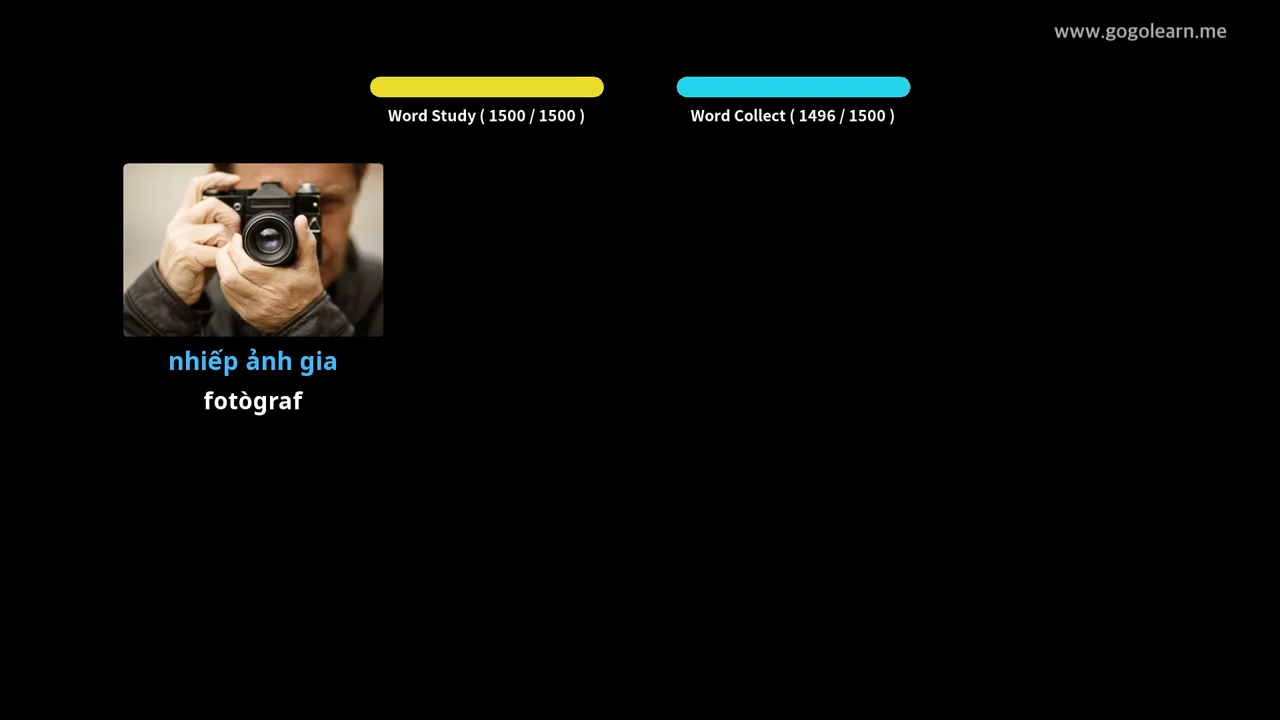 www.gogolearn.me
Word Study ( 1500 / 1500 )
Word Collect ( 1496 / 1500 )
nhiếp ảnh gia
fotògraf